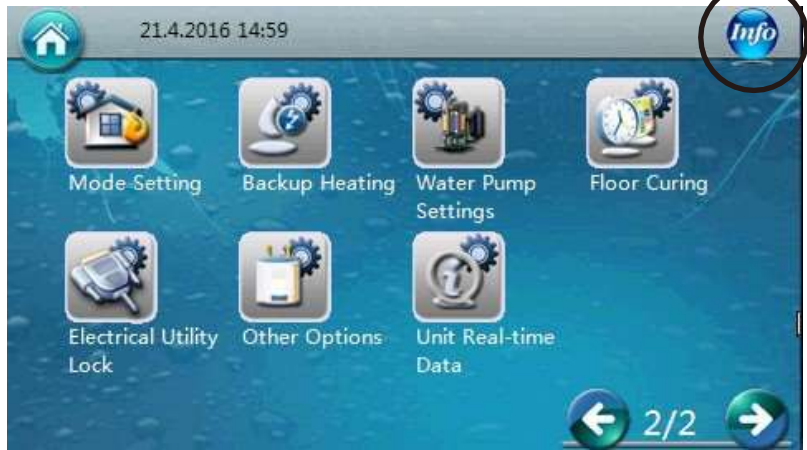 21.4.2016 14:59
Info
Mode Setting
Backup Heating
Water Pump
Settings
Floor Curing
Electrical Utility
Lock
Other Options
Unit Real-time
Data
2/2